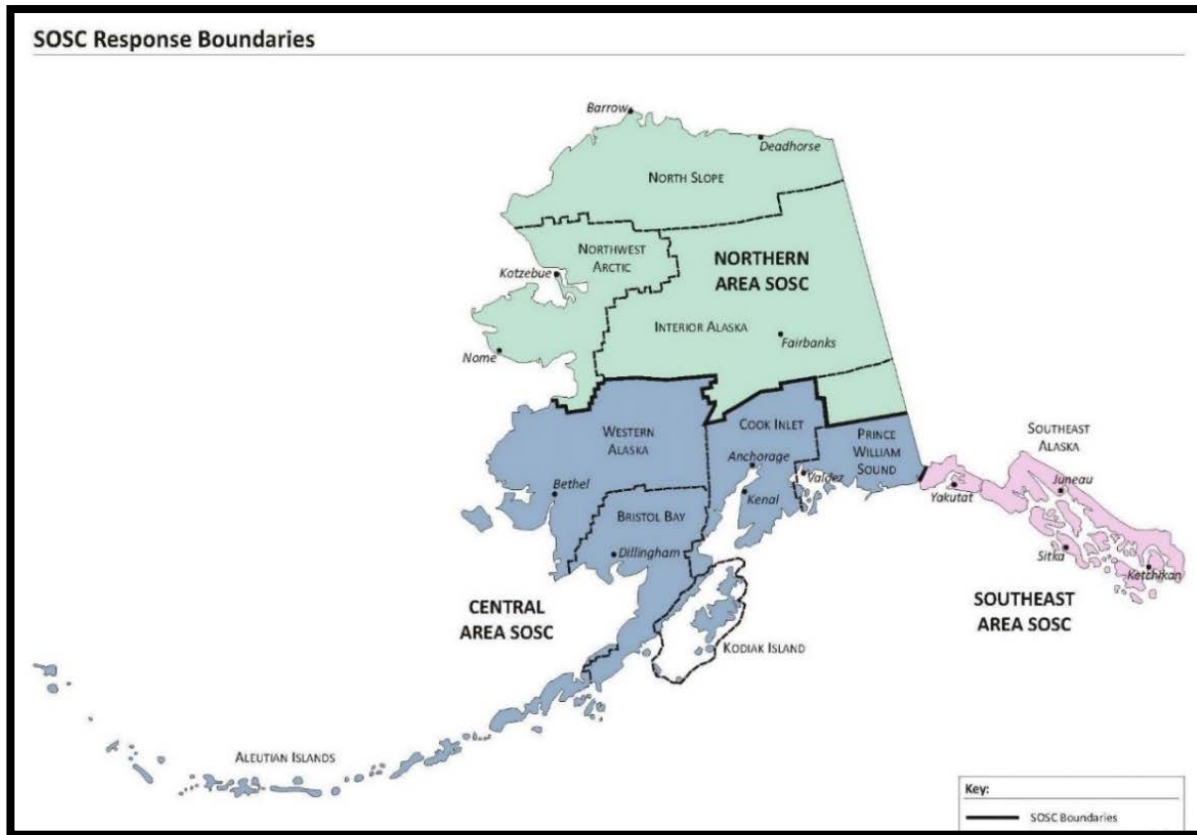 SOSC Response Boundaries
Barrow
Deadhorse
NORTH SLOPE
NORTHWEST
ARCTIC
Kotzebue
NORTHERN
AREA SOSC
INTERIOR ALASKA
Fairbanks
Nome
WESTERN
ALASKA
COOK INLET
Anchorage
PRINCE
WILLIAM
SOUND
Valdez
SOUTHEAST
ALASKA
Juneau
Yakutat
Bethel
Kenai
BRISTOL BAY
Dillingham
Sitka
Ketchikan
CENTRAL
AREA SOSC
SOUTHEAST
AREA SOSC
KODIAK ISLAND
ALEUTIAN ISLANDS
Key:
SOSC Boundaries